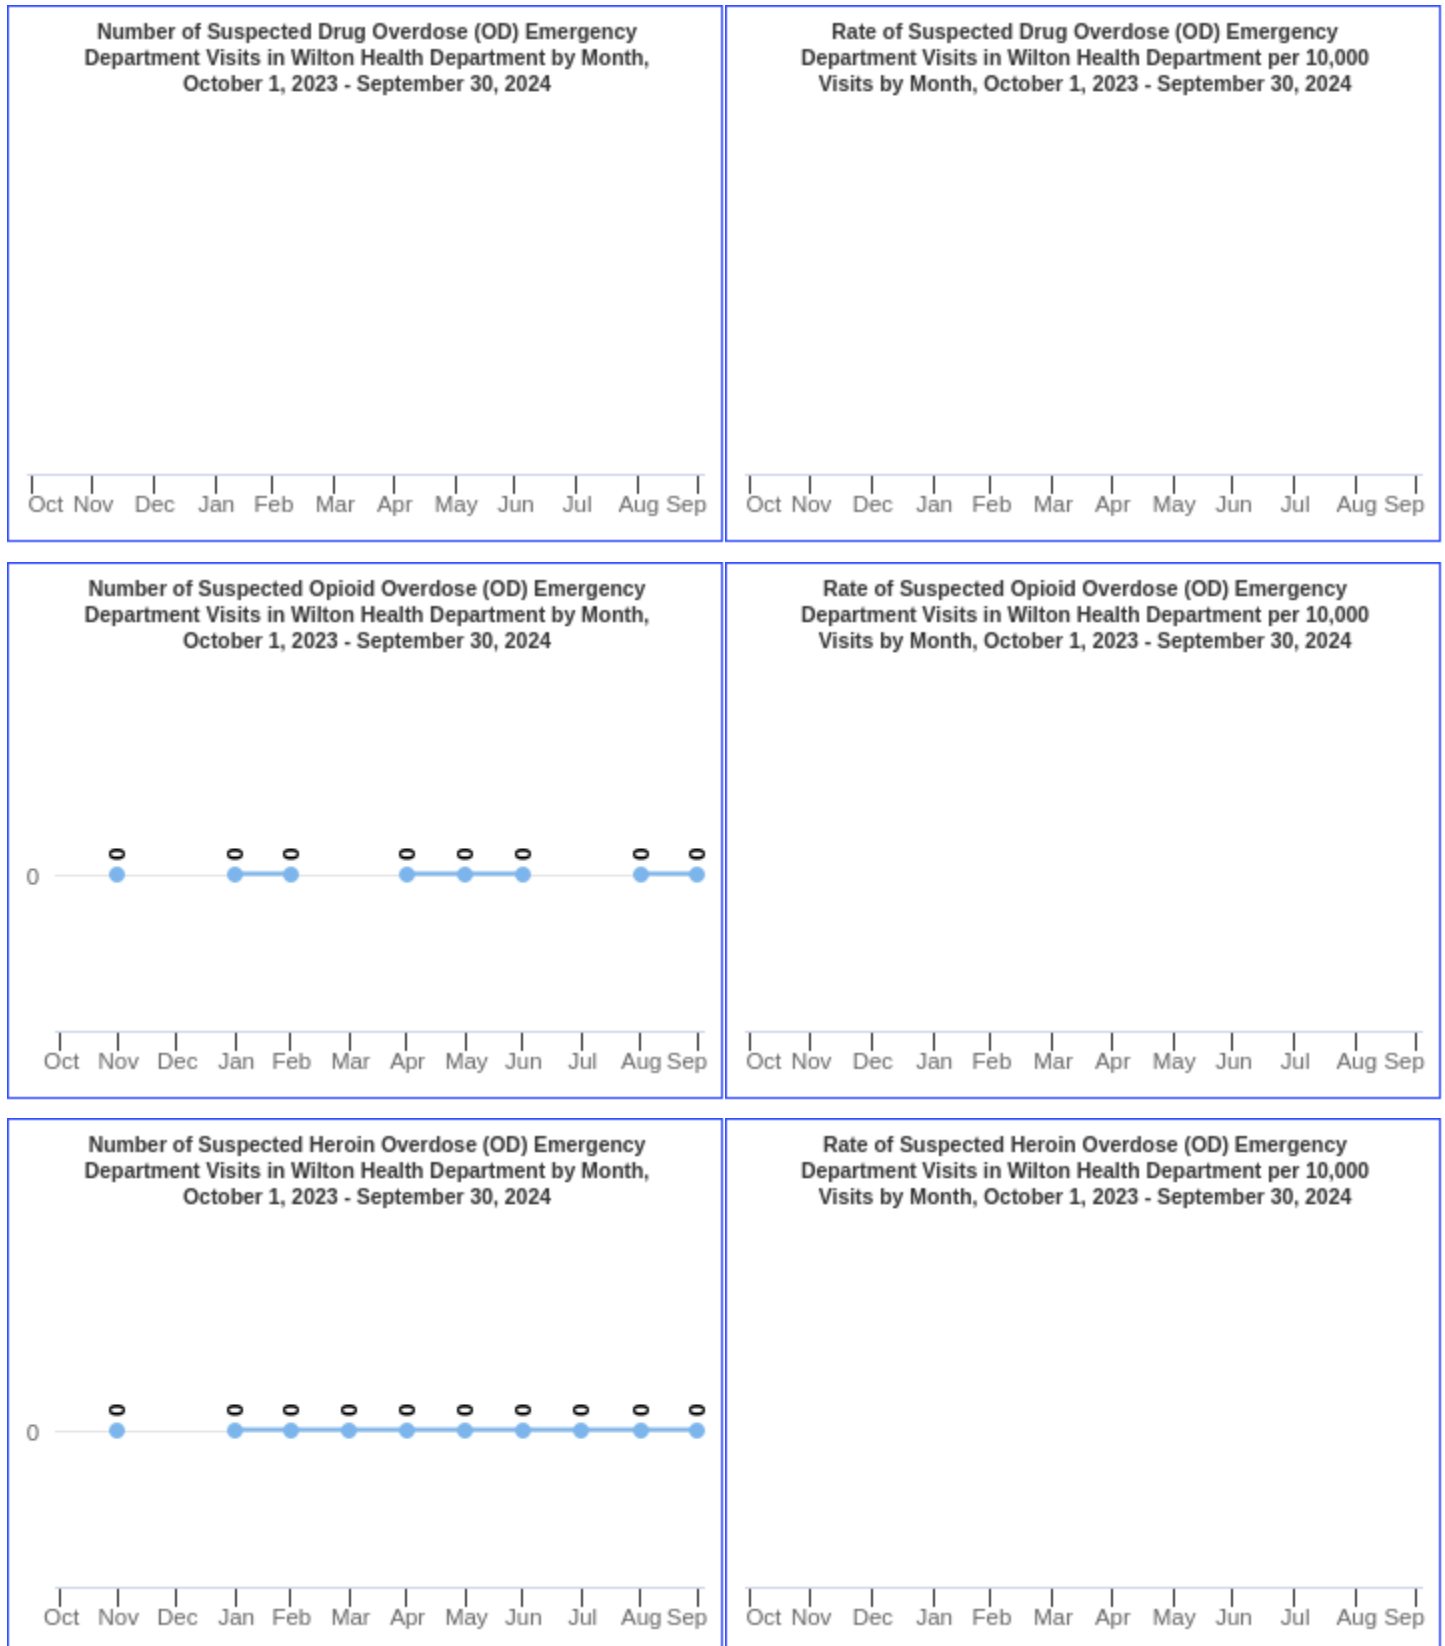 Number of Suspected Drug Overdose (OD) Emergency
Department Visits in Wilton Health Department by Month,
October 1, 2023 - September 30, 2024
Oct Nov Dec Jan Feb Mar Apr May Jun Jul Aug Sep
Rate of Suspected Drug Overdose (OD) Emergency
Department Visits in Wilton Health Department per 10,000
Visits by Month, October 1, 2023 - September 30, 2024
Oct Nov Dec Jan Feb Mar Apr May Jun Jul Aug Sep
Number of Suspected Opioid Overdose (OD) Emergency
Department Visits in Wilton Health Department by Month,
October 1, 2023 - September 30, 2024
0 0 0 0 0 0 0 0
0
Oct Nov Dec Jan Feb Mar Apr May Jun Jul Aug Sep
Rate of Suspected Opioid Overdose (OD) Emergency
Department Visits in Wilton Health Department per 10,000
Visits by Month, October 1, 2023 - September 30, 2024
Oct Nov Dec Jan Feb Mar Apr May Jun Jul Aug Sep
Number of Suspected Heroin Overdose (OD) Emergency
Department Visits in Wilton Health Department by Month,
October 1, 2023 - September 30, 2024
0 0 0 0 0 0 0 0 0 0
0
Oct Nov Dec Jan Feb Mar Apr May Jun Jul Aug Sep
Rate of Suspected Heroin Overdose (OD) Emergency
Department Visits in Wilton Health Department per 10,000
Visits by Month, October 1, 2023 - September 30, 2024
Oct Nov Dec Jan Feb Mar Apr May Jun Jul Aug Sep